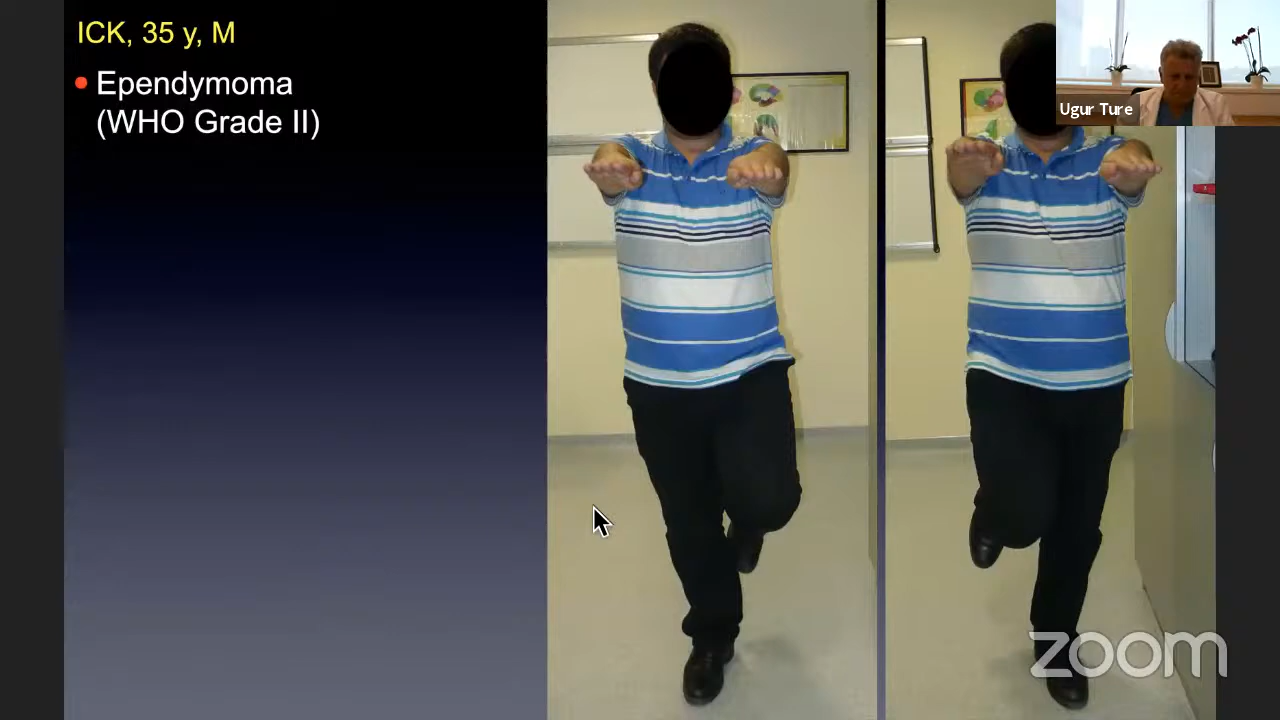 ICK, 35 y, M
Ependymoma
(WHO Grade II)
Ugur Ture
zoom